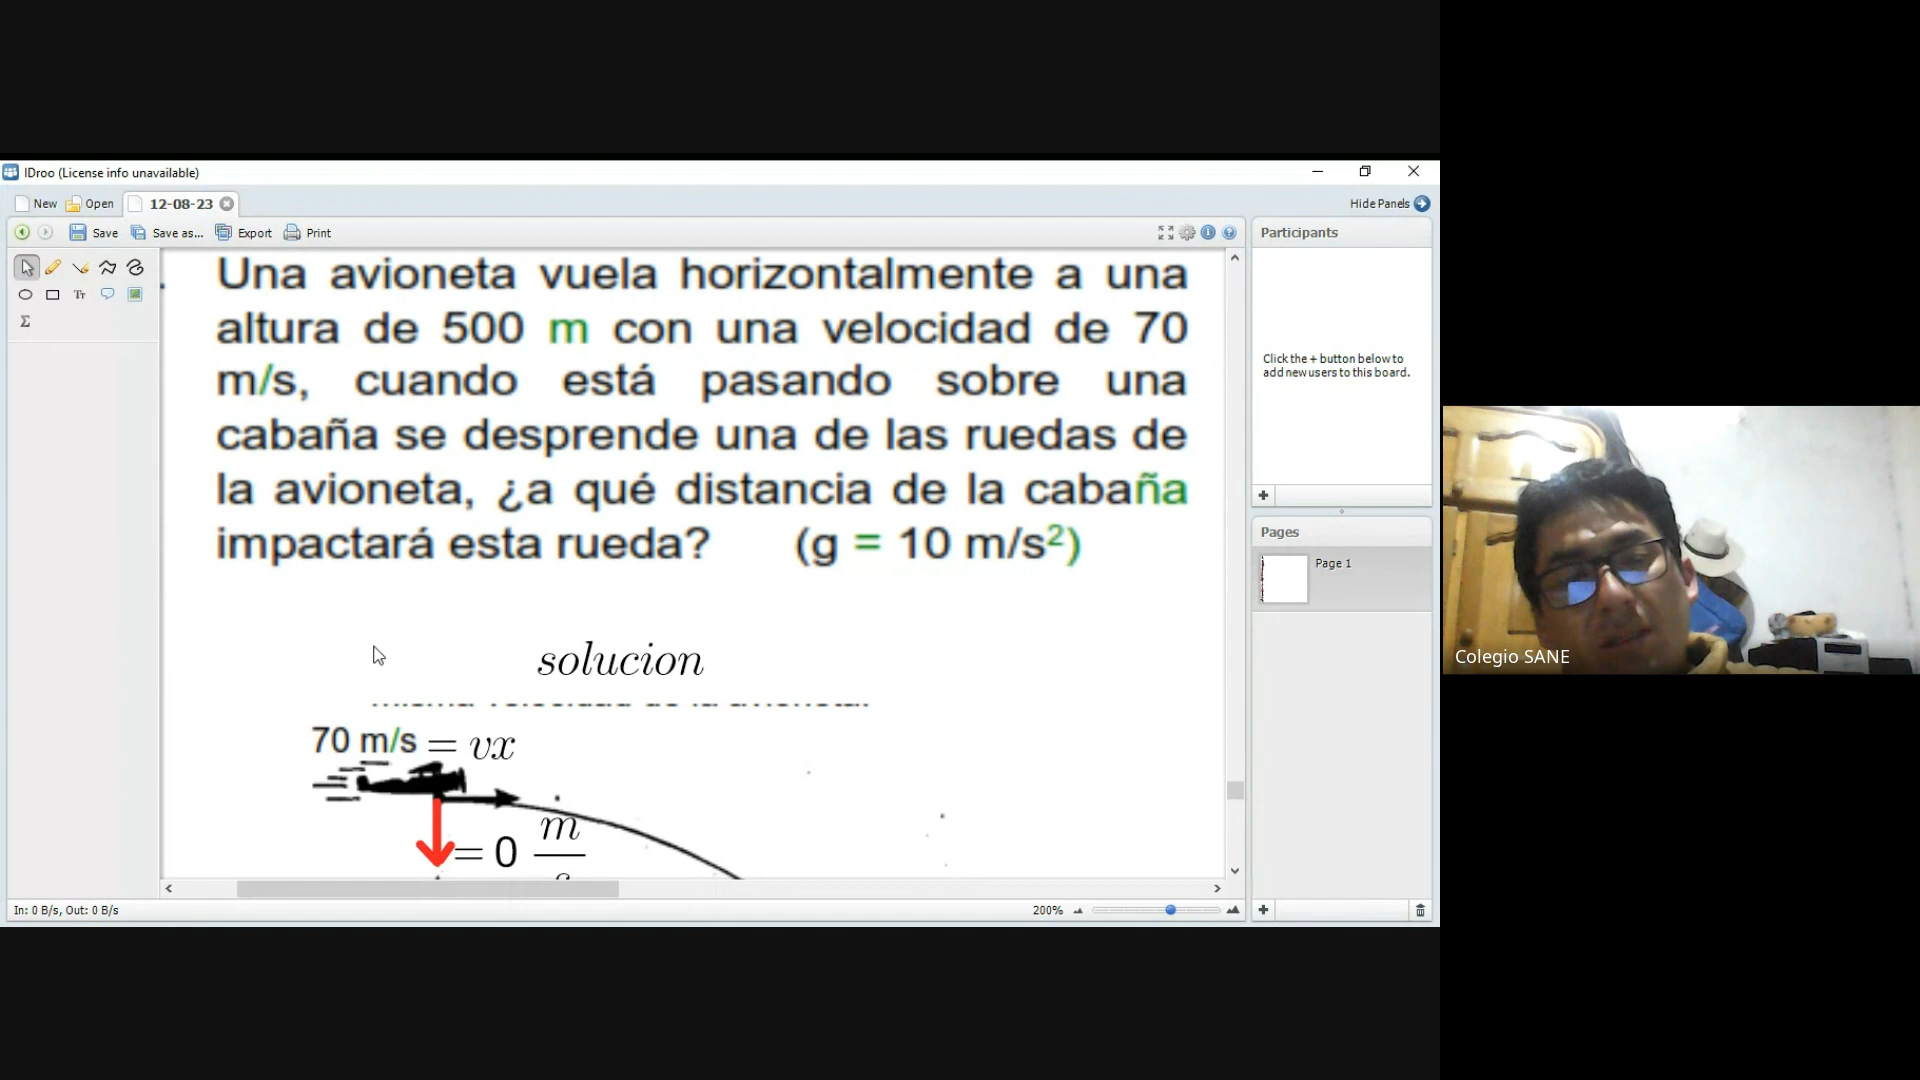 IDroo (License info unavailable)
New Open 12-08-23 Hide Panels
Save Save as... Export Print
Participants
Click the + button below to
add new users to this board.
Pages
Page 1
Tr
Σ
Una avioneta vuela horizontalmente a una
altura de 500 m con una velocidad de 70
m/s, cuando está pasando sobre una
cabaña se desprende una de las ruedas de
la avioneta, ¿a qué distancia de la cabaña
impactará esta rueda? (g = 10 m/s²)
solucion
70 m/s = vx
= 0 m
In: 0 B/s, Out: 0 B/s
200%
Colegio SANE